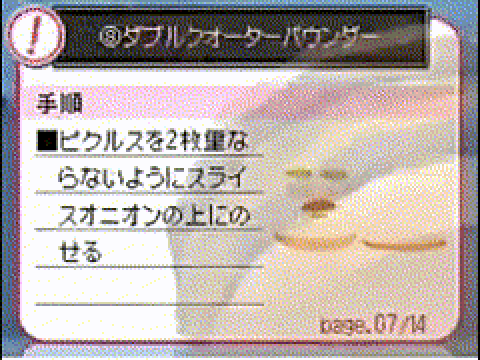 !
⑧ダブルクオーターパウンダー
手順
■ピクルスを2枚重な
らないようにスライ
スオニオンの上にの
せる
page.07/14